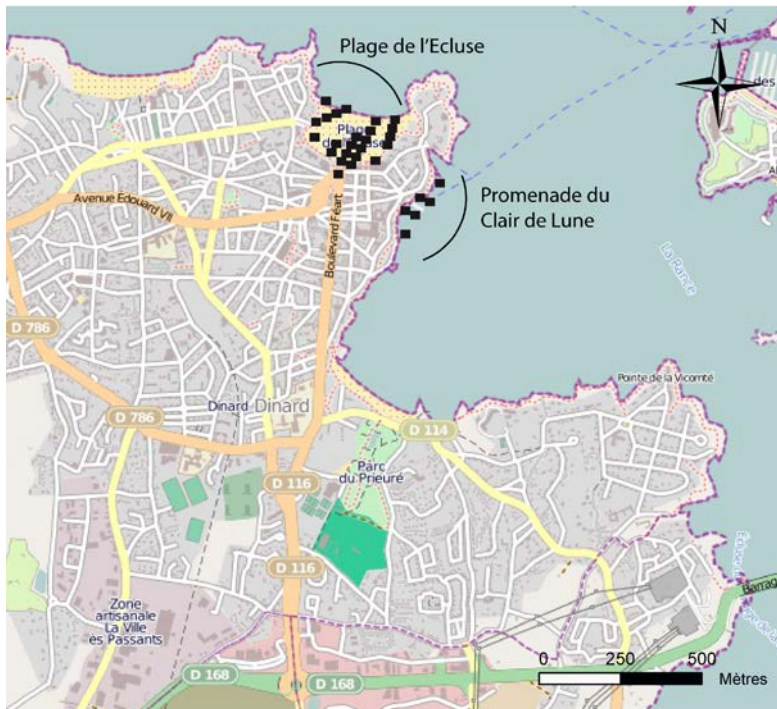 Plage de l'Ecluse
N
des
Plage
Promenade du
Clair de Lune
Avenue Edouard VII
Boulevard Féart
La Rance
D 786
Pointe de la Vicomté
D 786
Dinard
Dinard
D 114
Parc
du Prieuré
D 116
D 116
Zone
artisanale
La Ville
ès Passants
Barrag
0 250 500
Mètres
D 168
D 168